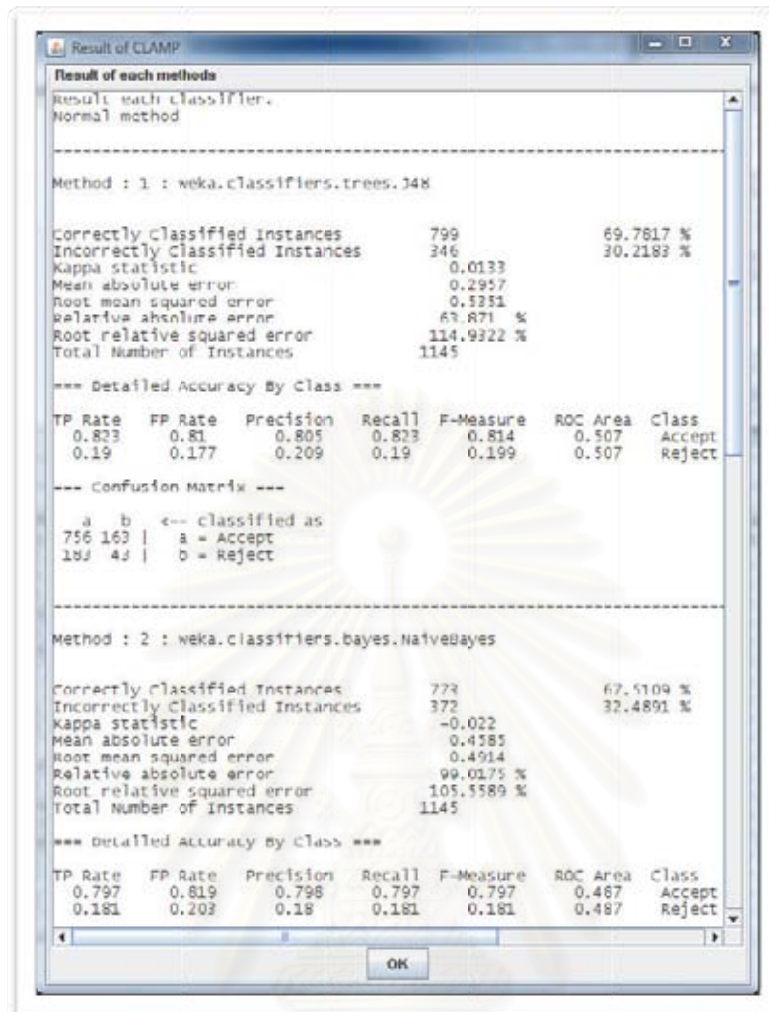 Result of CLAMP
Result of each methods
Result each classifier.
Normal method
Method : 1 : weka.classifiers.trees.J48
Correctly Classified Instances 799 69.7817 %
Incorrectly Classified Instances 346 30.2183 %
Kappa statistic 0.0133
Mean absolute error 0.2957
Root mean squared error 0.5351
Relative absolute error 63.871 %
Root relative squared error 114.9322 %
Total Number of Instances 1145
=== Detailed Accuracy By Class ===
TP Rate FP Rate Precision Recall F-Measure ROC Area Class
0.823 0.81 0.805 0.823 0.814 0.507 Accept
0.19 0.177 0.209 0.19 0.199 0.507 Reject
=== Confusion Matrix ===
a b <-- classified as
756 163 | a = Accept
183 43 | b = Reject
Method : 2 : weka.classifiers.bayes.NaiveBayes
Correctly Classified Instances 773 67.5109 %
Incorrectly Classified Instances 372 32.4891 %
Kappa statistic -0.022
Mean absolute error 0.4585
Root mean squared error 0.4914
Relative absolute error 99.0175 %
Root relative squared error 105.5589 %
Total Number of Instances 1145
=== Detailed Accuracy By Class ===
TP Rate FP Rate Precision Recall F-Measure ROC Area Class
0.797 0.819 0.798 0.797 0.797 0.487 Accept
0.181 0.203 0.18 0.181 0.181 0.487 Reject
OK